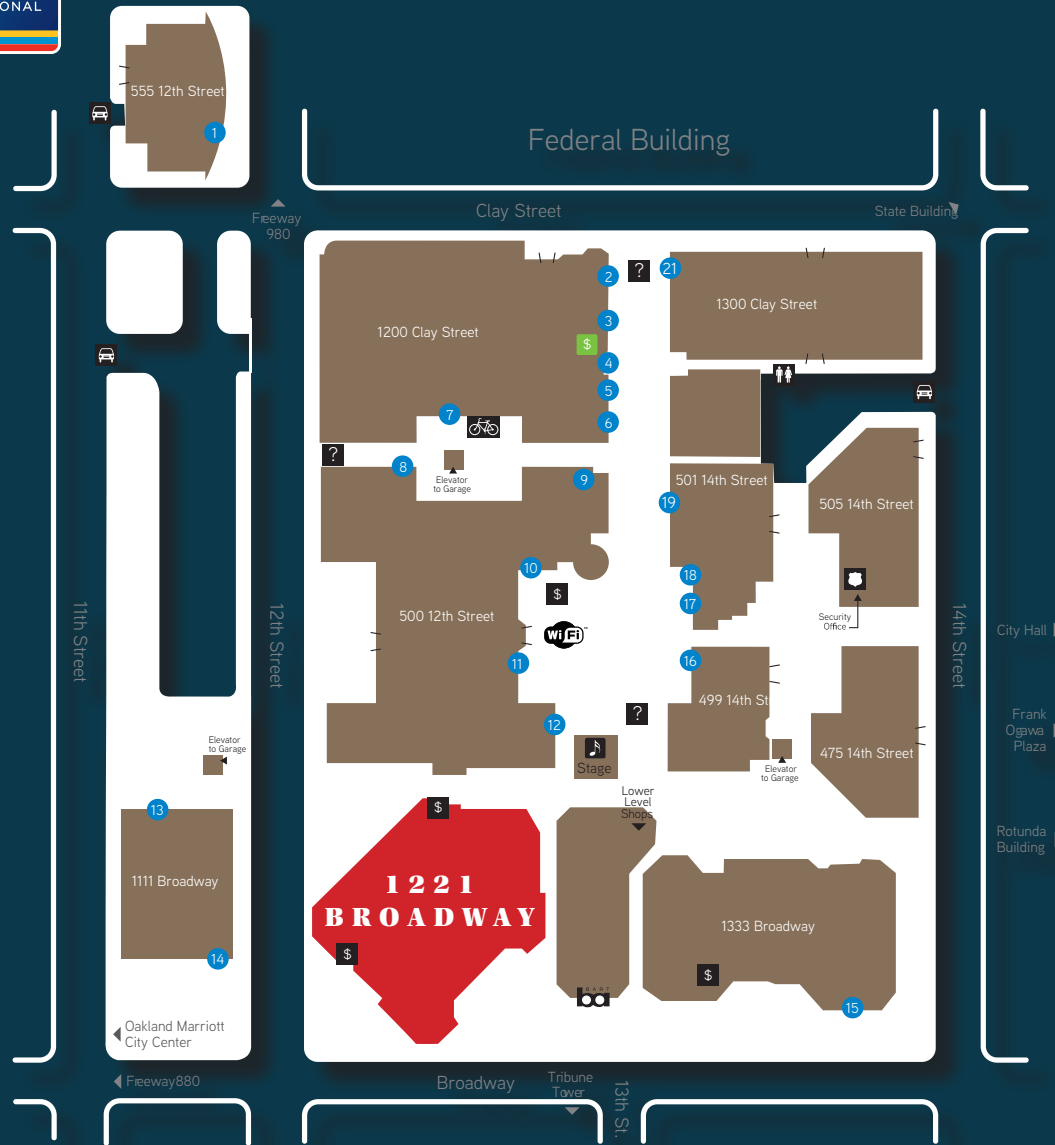 ONAL
555 12th Street
1
Federal Building
Freeway
980
Clay Street
State Building
2
?
21
1200 Clay Street
3
1300 Clay Street
$
4
5
6
7
?
8
Elevator
to Garage
9
501 14th Street
19
505 14th Street
10
18
$
17
500 12th Street
WiFi
Security
Office
11th Street
12th Street
14th Street
City Hall
11
16
499 14th St
12
?
Stage
Frank
Ogawa
Plaza
Elevator
to Garage
475 14th Street
Elevator
to Garage
Lower
Level
Shops
13
$
Rotunda
Building
1111 Broadway
1221
BROADWAY
1333 Broadway
14
$
$
BART
ba
15
Oakland Marriott
City Center
Freeway880
Broadway
Tribune
Tower
13th St.